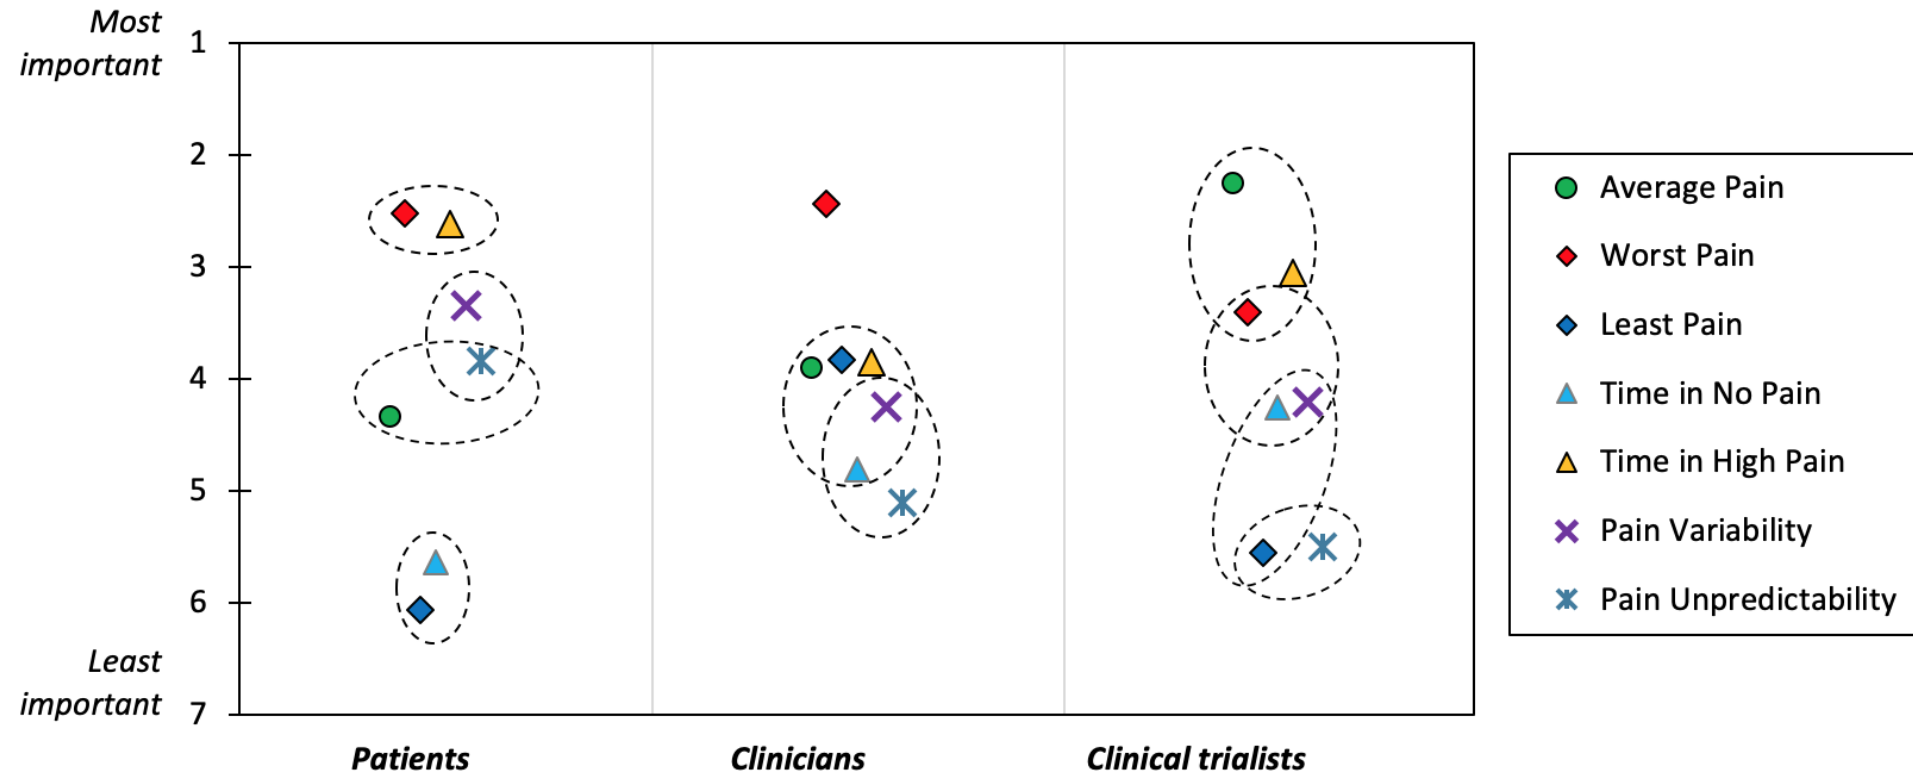 Most
important
1
2
3
4
5
6
Least
important
7
Patients
Clinicians
Clinical trialists
Average Pain
Worst Pain
Least Pain
Time in No Pain
Time in High Pain
Pain Variability
Pain Unpredictability